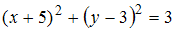 (x + 5)² + (y − 3)² = 3